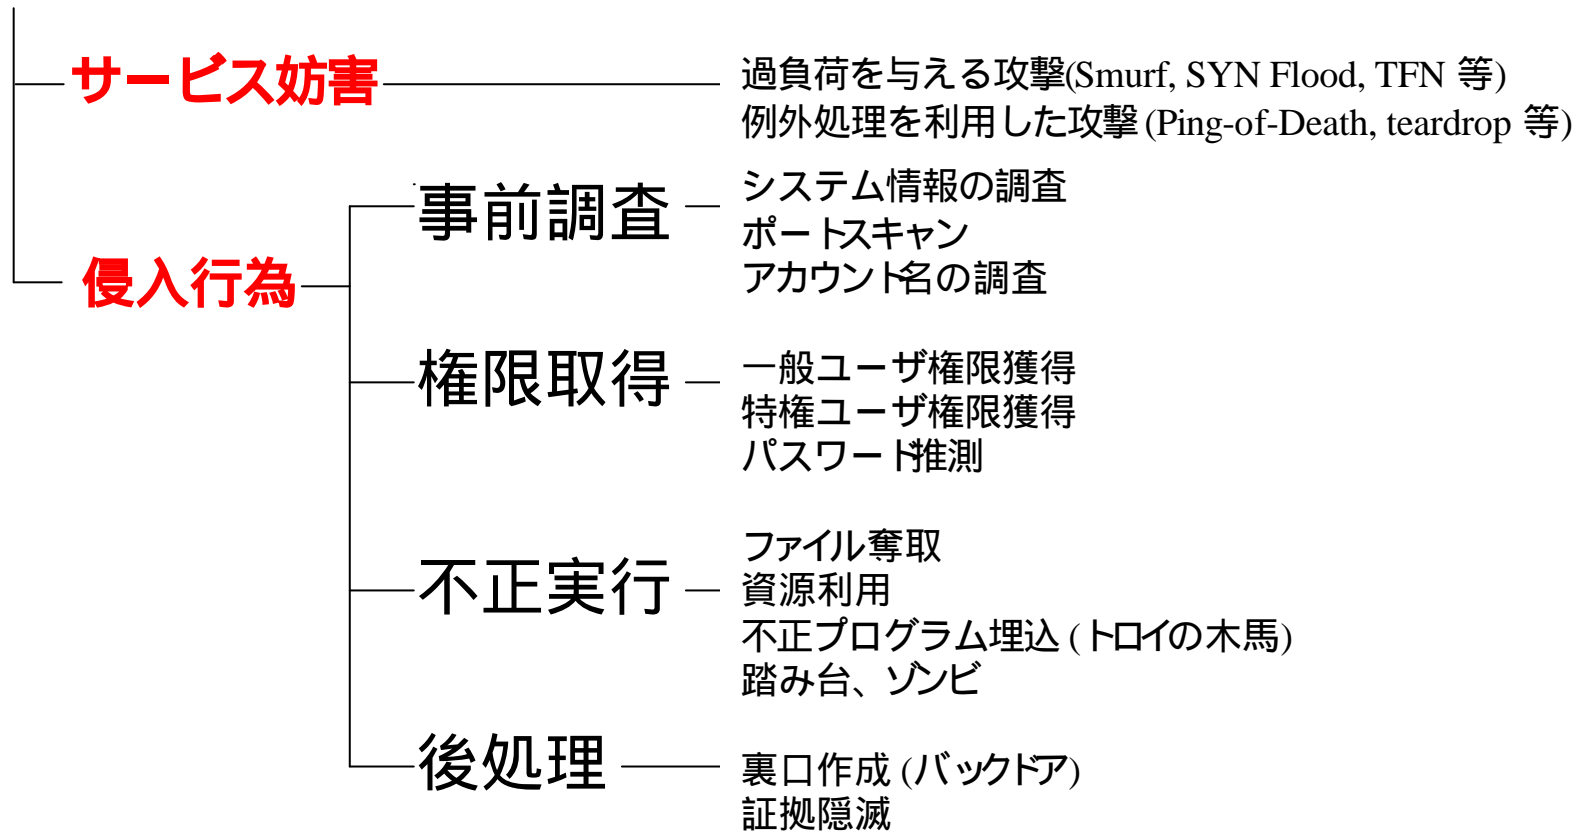 サービス妨害
過負荷を与える攻撃(Smurf, SYN Flood, TFN 等)
例外処理を利用した攻撃 (Ping-of-Death, teardrop 等)
侵入行為
事前調査
システム情報の調査
ポートスキャン
アカウント名の調査
権限取得
一般ユーザ権限獲得
特権ユーザ権限獲得
パスワード推測
不正実行
ファイル奪取
資源利用
不正プログラム埋込 (トロイの木馬)
踏み台、ゾンビ
後処理
裏口作成 (バックドア)
証拠隠滅